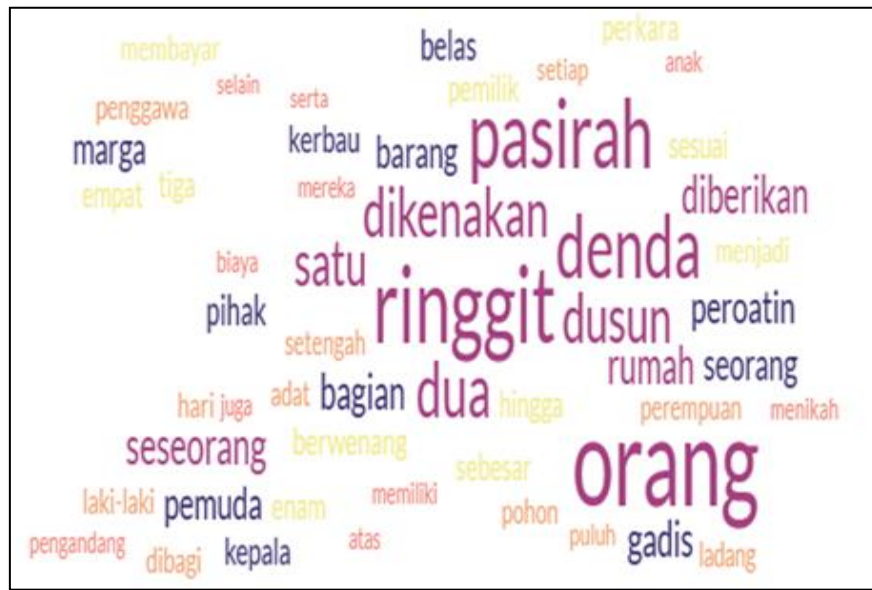 belas
perkara
membayar
selain
serta
setiap
anak
pemilik
penggawa
pasirah
marga
kerbau
barang
sesuai
empat
tiga
mereka
dikenakan
diberikan
denda
menjadi
biaya
satu
ringgit
dusun
peroatin
pihak
setengah
rumah
seorang
hari
juga
adat
bagian
dua
hingga
perempuan
menikah
seseorang
berwenang
sebesar
orang
laki-laki
pemuda
enam
memiliki
pohon
puluh
gadis
ladang
pengandang
dibagi
kepala
atas